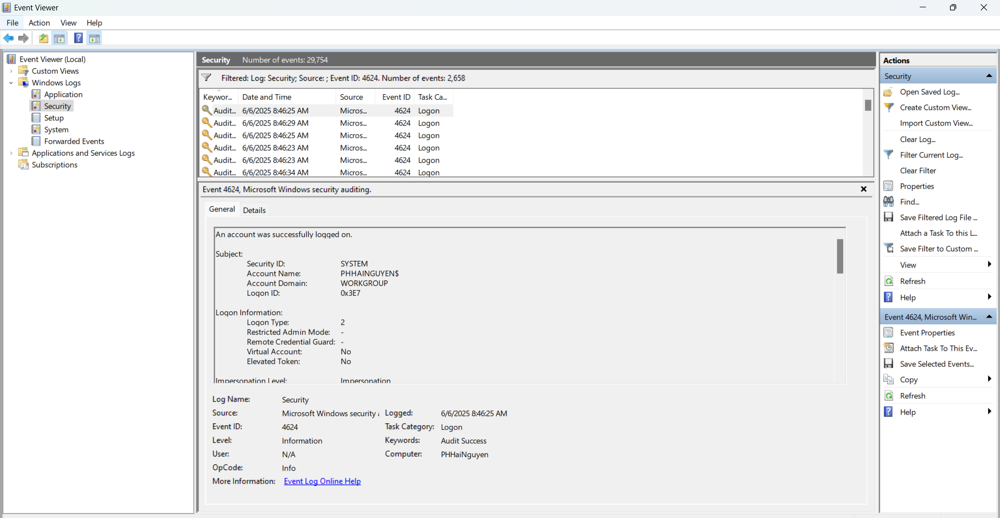 Event Viewer
File Action View Help
Event Viewer (Local)
Custom Views
Windows Logs
Application
Security
Setup
System
Forwarded Events
Applications and Services Logs
Subscriptions
Security Number of events: 29,754
Filtered: Log: Security; Source: ; Event ID: 4624. Number of events: 2,658
Keywor... Date and Time Source Event ID Task Ca...
Audit... 6/6/2025 8:46:25 AM Micros... 4624 Logon
Audit... 6/6/2025 8:46:29 AM Micros... 4624 Logon
Audit... 6/6/2025 8:46:25 AM Micros... 4624 Logon
Audit... 6/6/2025 8:46:23 AM Micros... 4624 Logon
Audit... 6/6/2025 8:46:23 AM Micros... 4624 Logon
Audit... 6/6/2025 8:46:34 AM Micros... 4624 Logon
Event 4624, Microsoft Windows security auditing.
General Details
An account was successfully logged on.
Subject:
Security ID: SYSTEM
Account Name: PHHAINGUYEN$
Account Domain: WORKGROUP
Logon ID: 0x3E7
Logon Information:
Logon Type: 2
Restricted Admin Mode: -
Remote Credential Guard: -
Virtual Account: No
Elevated Token: No
Impersonation Level: Impersonation
Log Name: Security
Source: Microsoft Windows security Logged: 6/6/2025 8:46:25 AM
Event ID: 4624 Task Category: Logon
Level: Information Keywords: Audit Success
User: N/A Computer: PHHaiNguyen
OpCode: Info
More Information: Event Log Online Help
Actions
Security
Open Saved Log...
Create Custom View...
Import Custom View...
Clear Log...
Filter Current Log...
Clear Filter
Properties
Find...
Save Filtered Log File ...
Attach a Task To this L...
Save Filter to Custom ...
View
Refresh
Help
Event 4624, Microsoft Win...
Event Properties
Attach Task To This Ev...
Save Selected Events...
Copy
Refresh
Help